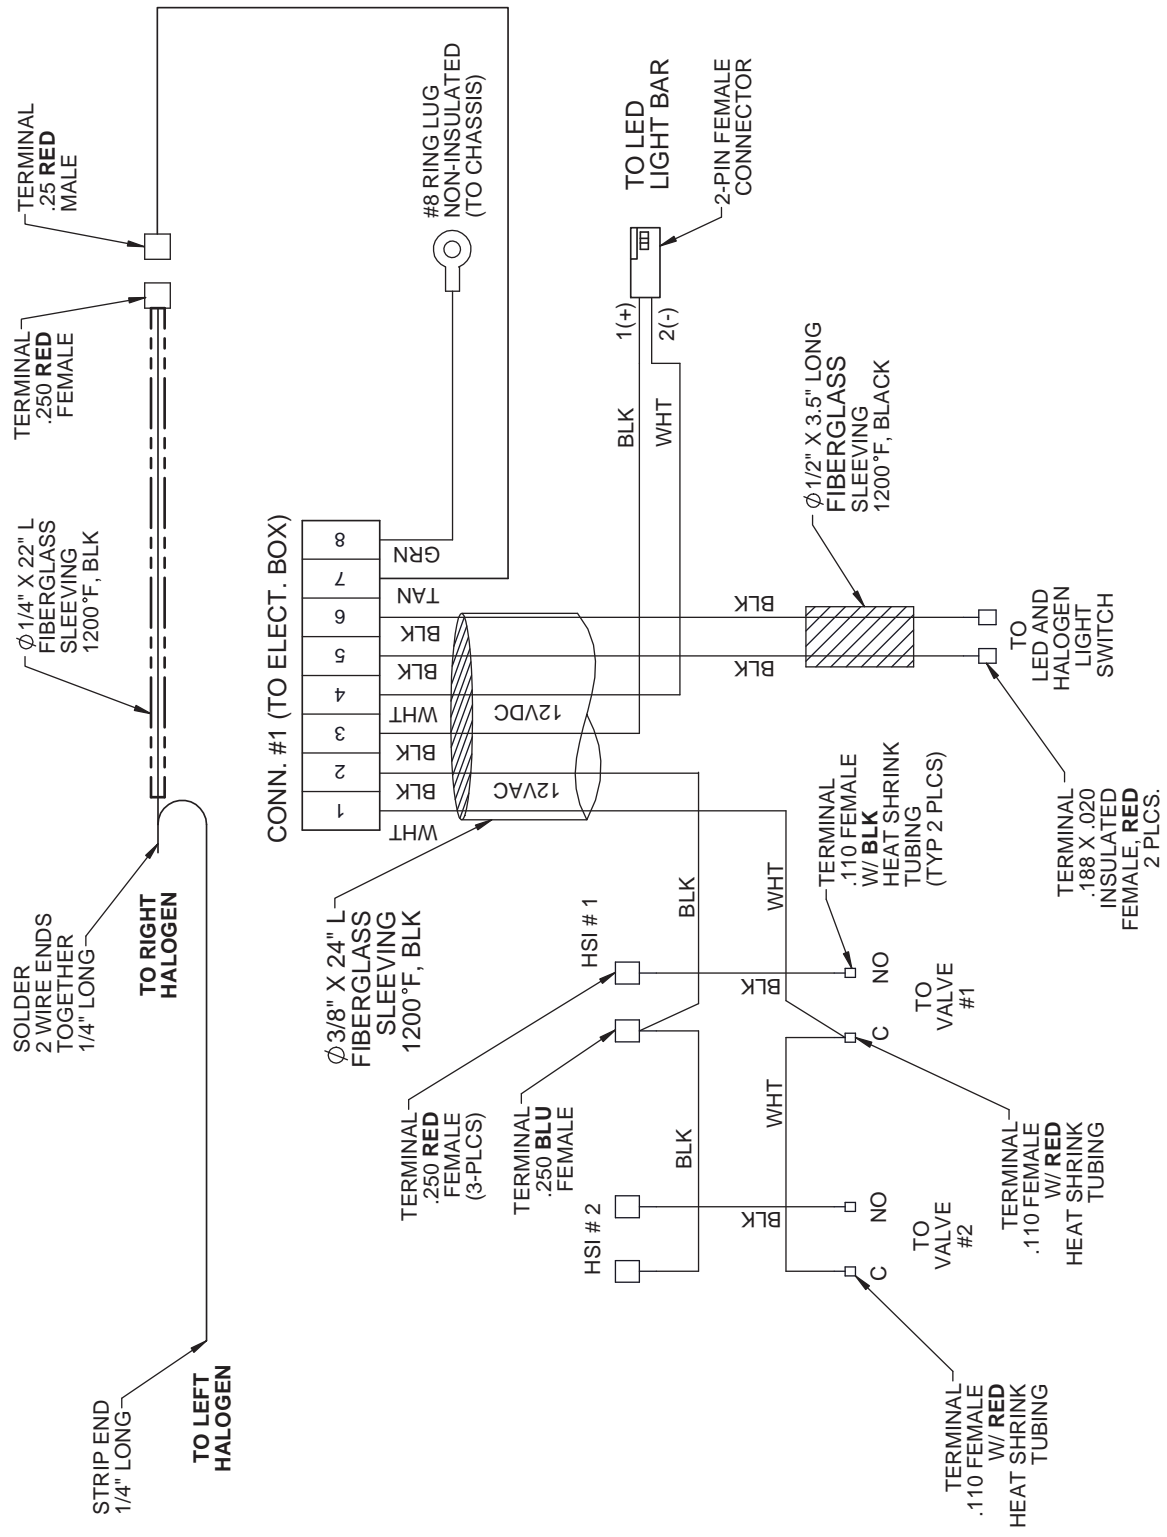 TERMINAL
.25 RED
MALE
TERMINAL
.250 RED
FEMALE
Ø1/4" X 22" L
FIBERGLASS
SLEEVING
1200°F, BLK
SOLDER
2 WIRE ENDS
TOGETHER
1/4" LONG
TO RIGHT
HALOGEN
STRIP END
1/4" LONG
TO LEFT
HALOGEN
#8 RING LUG
NON-INSULATED
(TO CHASSIS)
CONN. #1 (TO ELECT. BOX)
1
2
3
4
5
6
7
8
WHT
BLK
BLK
WHT
BLK
BLK
TAN
GRN
12VAC
12VDC
Ø3/8" X 24" L
FIBERGLASS
SLEEVING
1200°F, BLK
TO LED
LIGHT BAR
2-PIN FEMALE
CONNECTOR
1(+)
2(-)
BLK
WHT
Ø1/2" X 3.5" LONG
FIBERGLASS
SLEEVING
1200°F, BLACK
BLK
BLK
TO
LED AND
HALOGEN
LIGHT
SWITCH
TERMINAL
.188 X .020
INSULATED
FEMALE, RED
2 PLCS.
HSI # 1
BLK
WHT
TERMINAL
.110 FEMALE
W/ BLK
HEAT SHRINK
TUBING
(TYP 2 PLCS)
TERMINAL
.250 RED
FEMALE
(3-PLCS)
TERMINAL
.250 BLU
FEMALE
BLK
NO
C
TO
VALVE
#1
HSI # 2
BLK
WHT
BLK
NO
C
TO
VALVE
#2
TERMINAL
.110 FEMALE
W/ RED
HEAT SHRINK
TUBING
TERMINAL
.110 FEMALE
W/ RED
HEAT SHRINK
TUBING